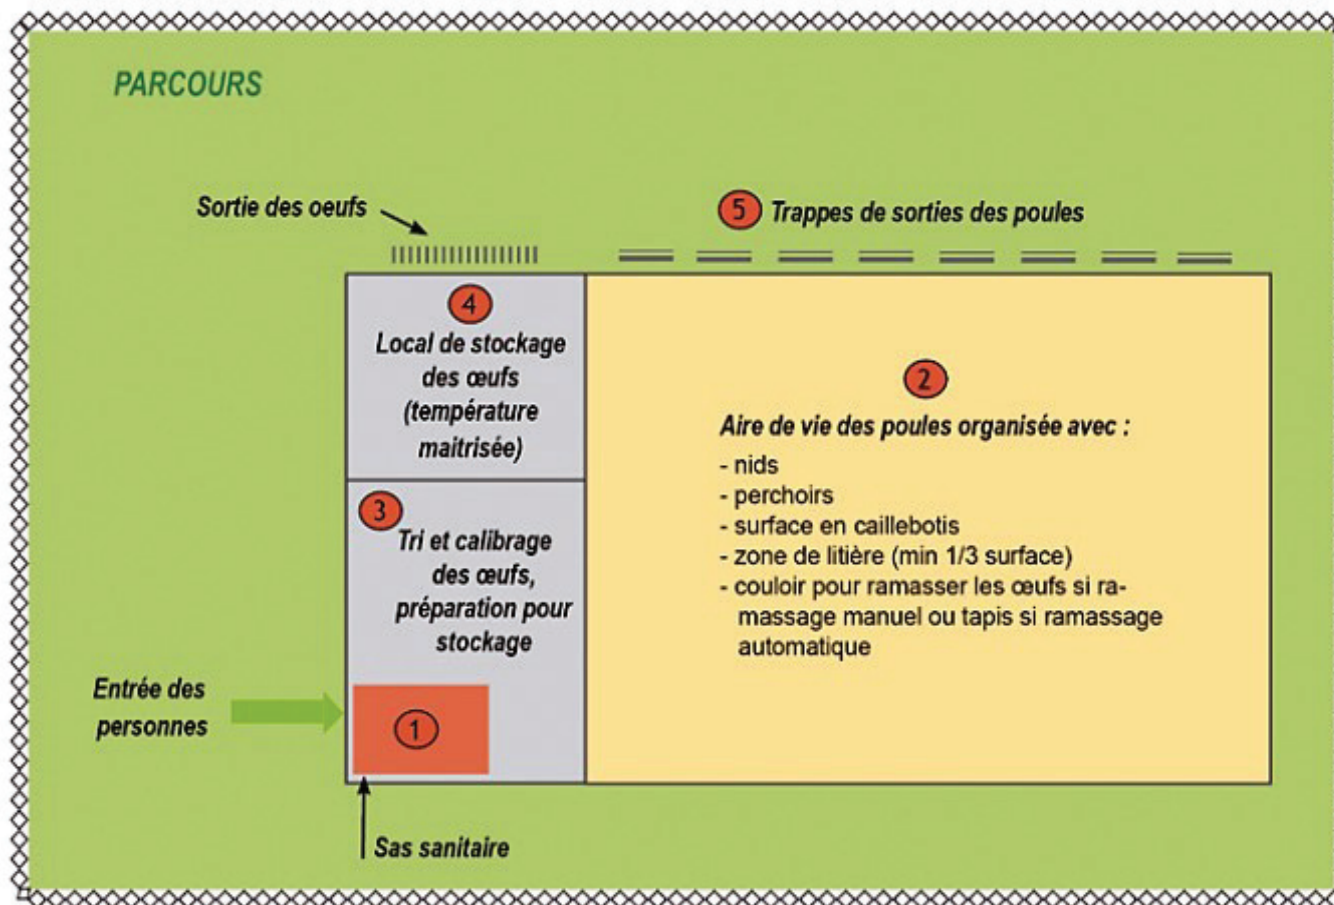 PARCOURS
Sortie des oeufs
5 Trappes de sorties des poules
4
Local de stockage
des œufs
(température
maitrisée)
2
Aire de vie des poules organisée avec :
- nids
- perchoirs
- surface en caillebotis
- zone de litière (min 1/3 surface)
- couloir pour ramasser les œufs si ra-
massage manuel ou tapis si ramassage
automatique
3
Tri et calibrage
des œufs,
préparation pour
stockage
Entrée des
personnes
1
Sas sanitaire